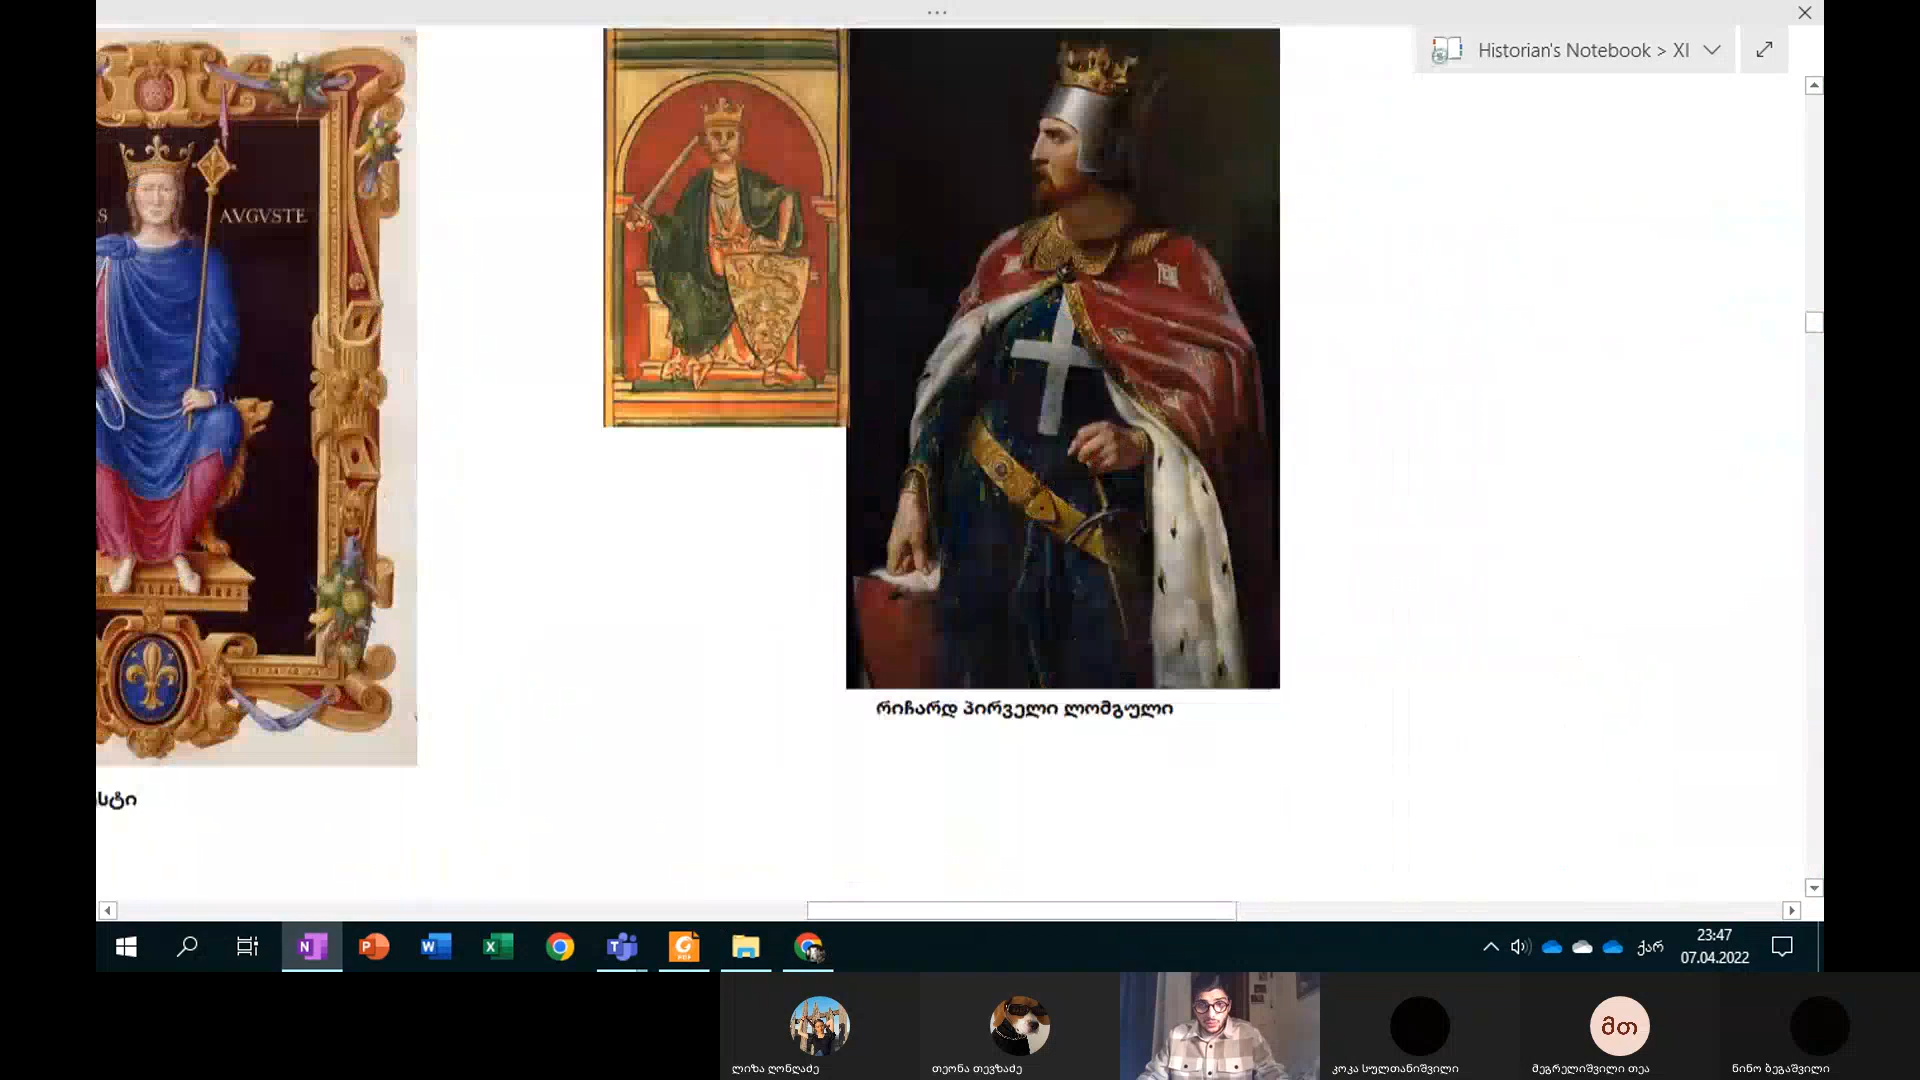 Historian's Notebook > XI
S
AVGVSTE
რიჩარდ პირველი ლომგული
სტი
ქარ
23:47
07.04.2022
ლიზა ღონღაძე
თეონა თევზაძე
კოკა სულთანიშვილი
მთ
მეგრელიშვილი თეა
ნინო ბეგაშვილი